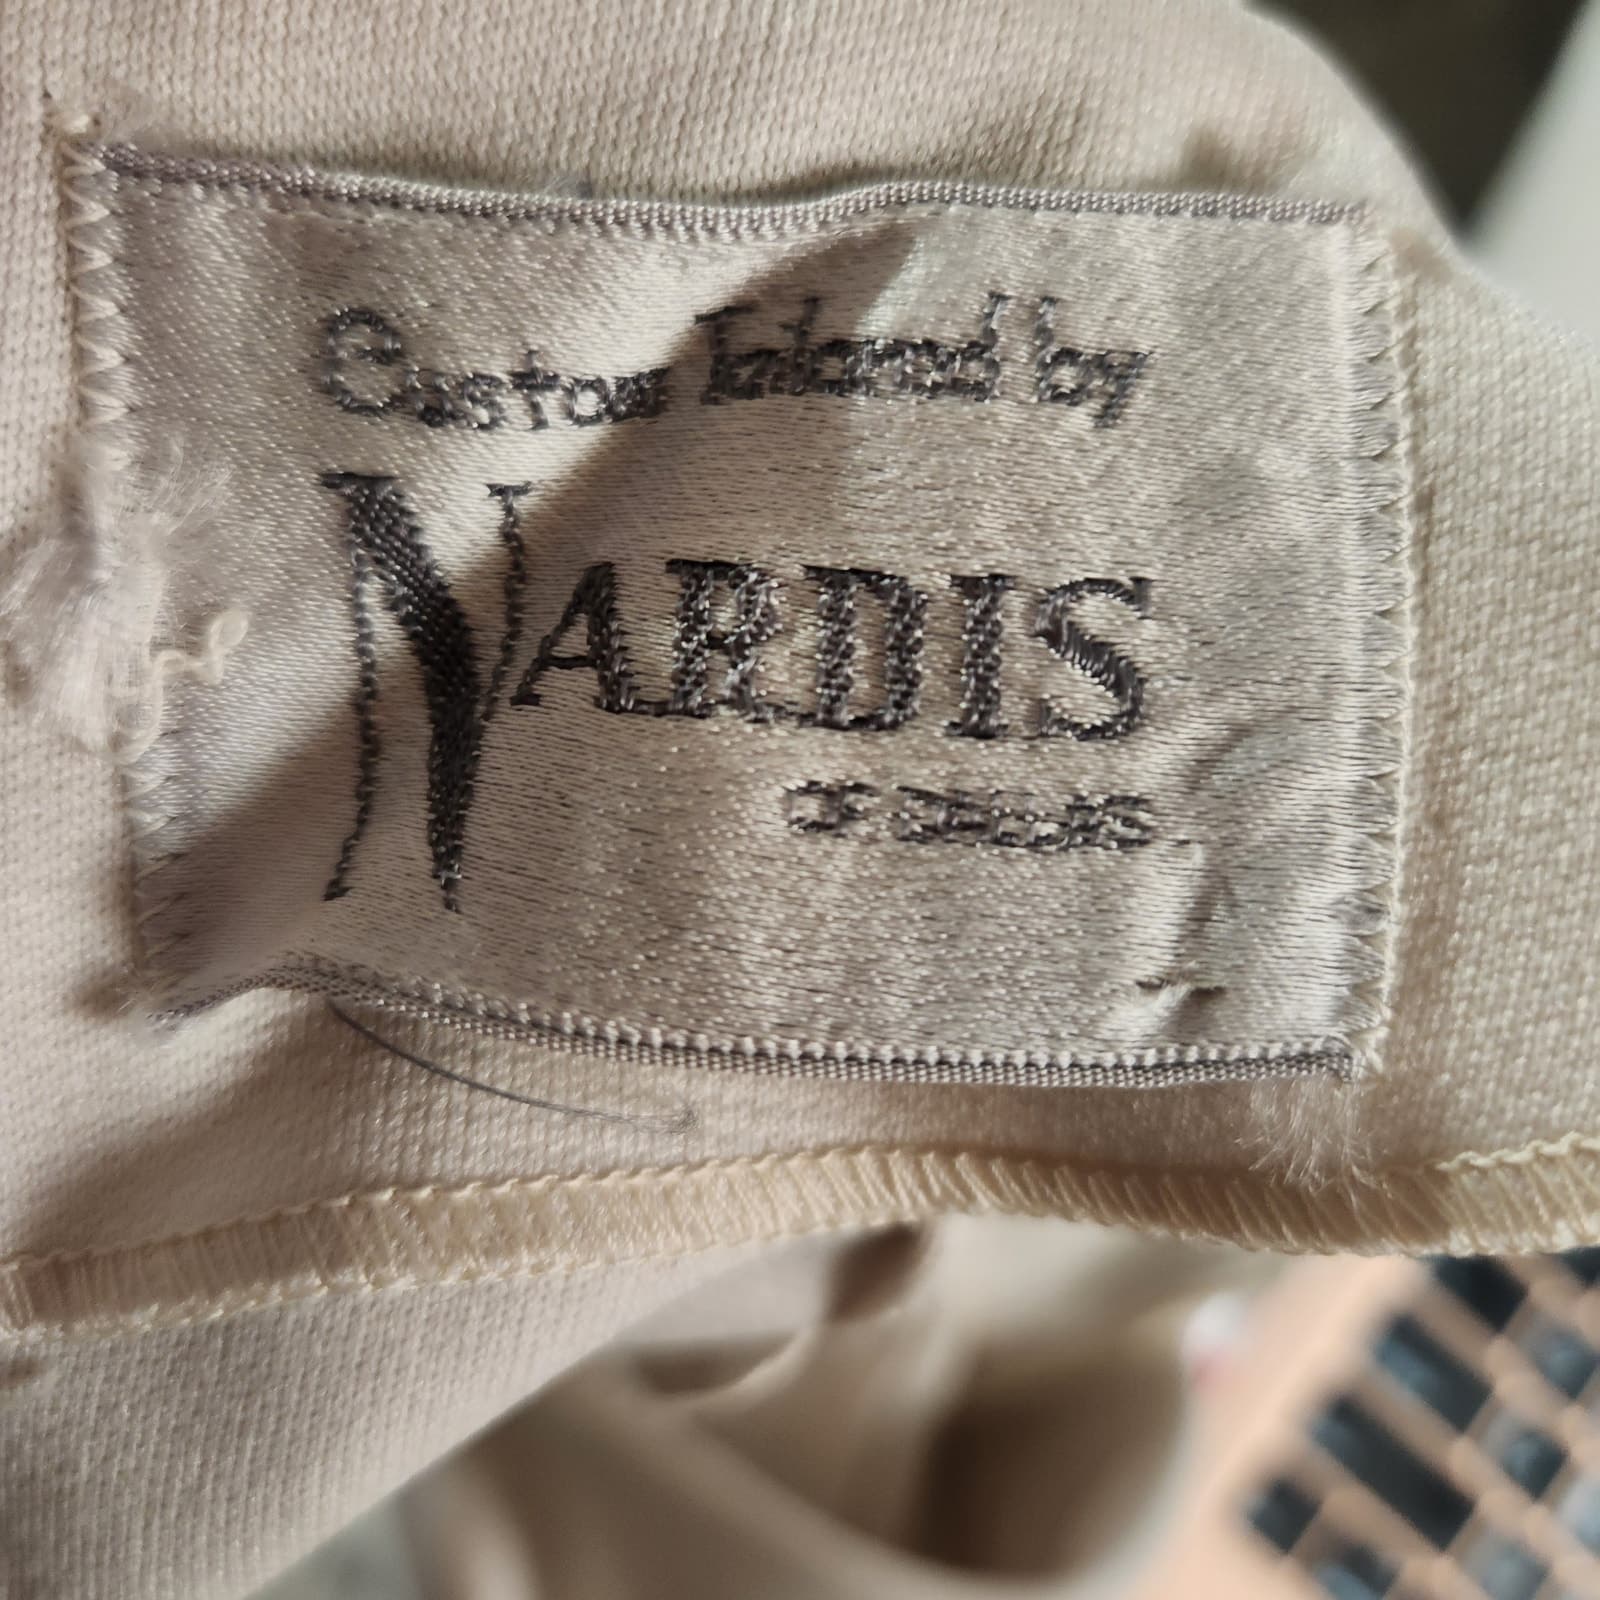 Custom Tailored by
NARDIS
OF DALLAS